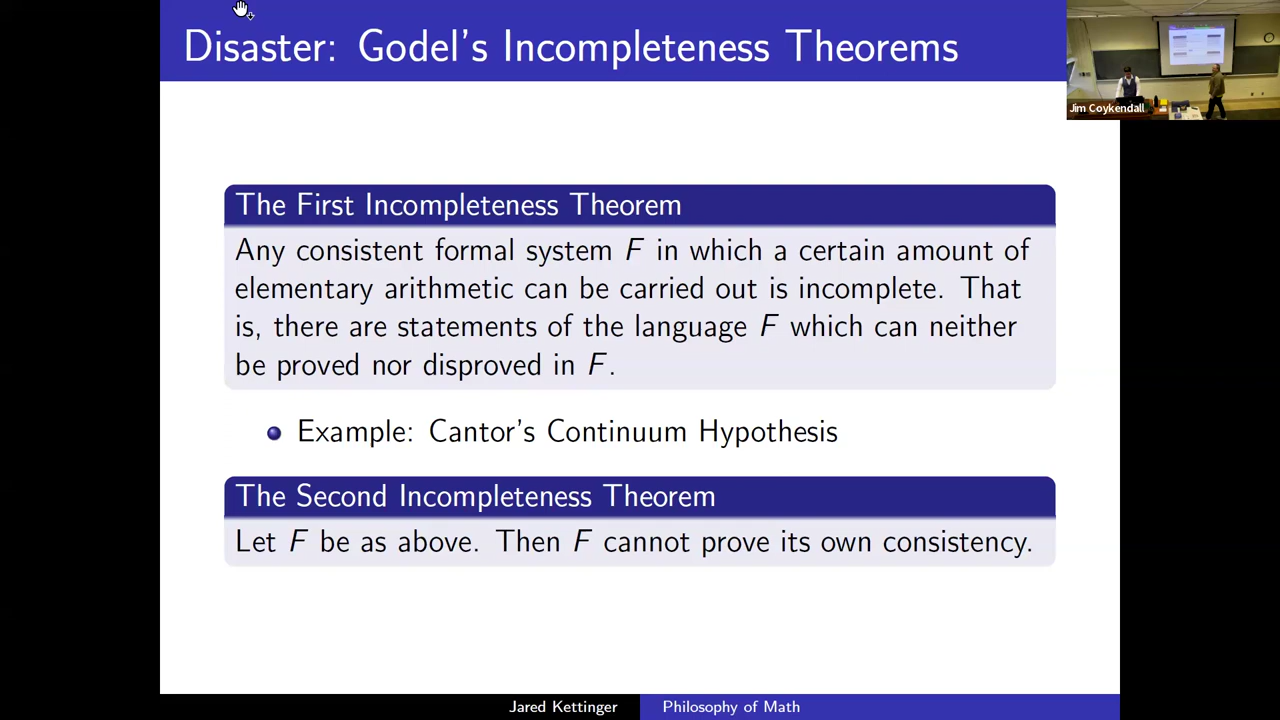 Disaster: Godel's Incompleteness Theorems
Jim Coykendall
The First Incompleteness Theorem
Any consistent formal system F in which a certain amount of
elementary arithmetic can be carried out is incomplete. That
is, there are statements of the language F which can neither
be proved nor disproved in F.
Example: Cantor's Continuum Hypothesis
The Second Incompleteness Theorem
Let F be as above. Then F cannot prove its own consistency.
Jared Kettinger
Philosophy of Math